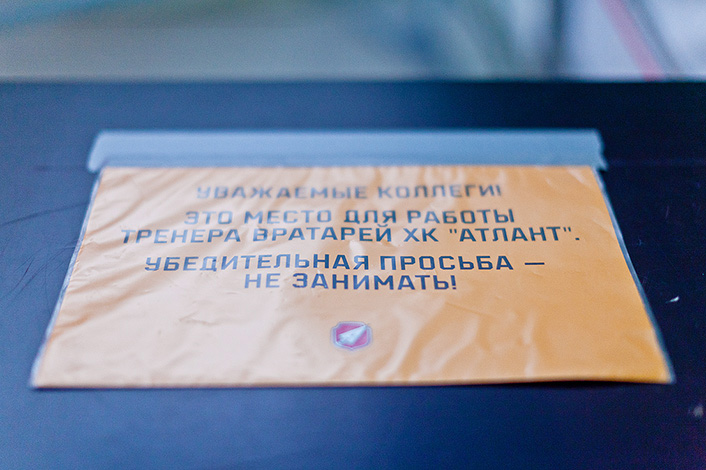 УВАЖАЕМЫЕ КОЛЛЕГИ!
ЭТО МЕСТО ДЛЯ РАБОТЫ
ТРЕНЕРА ВРАТАРЕЙ ХК "АТЛАНТ".
УБЕДИТЕЛЬНАЯ ПРОСЬБА —
НЕ ЗАНИМАТЬ!